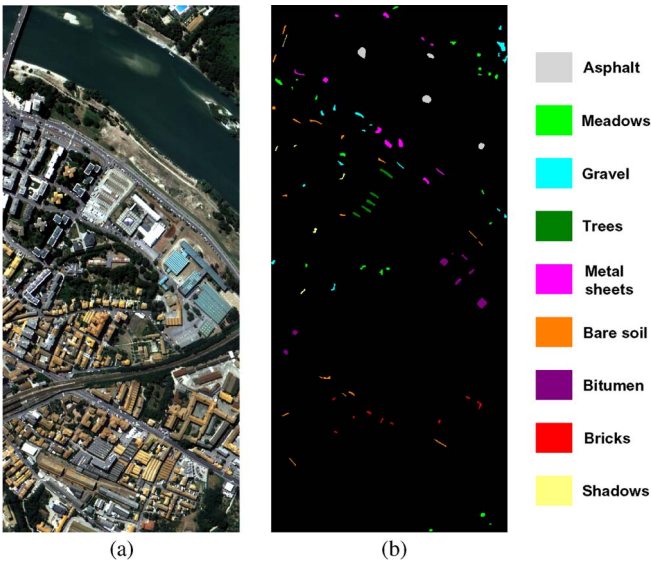 Asphalt
Meadows
Gravel
Trees
Metal
sheets
Bare soil
Bitumen
Bricks
Shadows
(a)
(b)